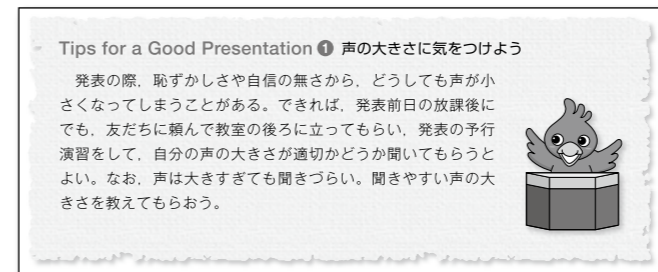 Tips for a Good Presentation ❶ 声の大きさに気をつけよう
発表の際，恥ずかしさや自信の無さから，どうしても声が小
さくなってしまうことがある。できれば，発表前日の放課後に
でも，友だちに頼んで教室の後ろに立ってもらい，発表の予行
演習をして，自分の声の大きさが適切かどうか聞いてもらうと
よい。なお，声は大きすぎても聞きづらい。聞きやすい声の大
きさを教えてもらおう。